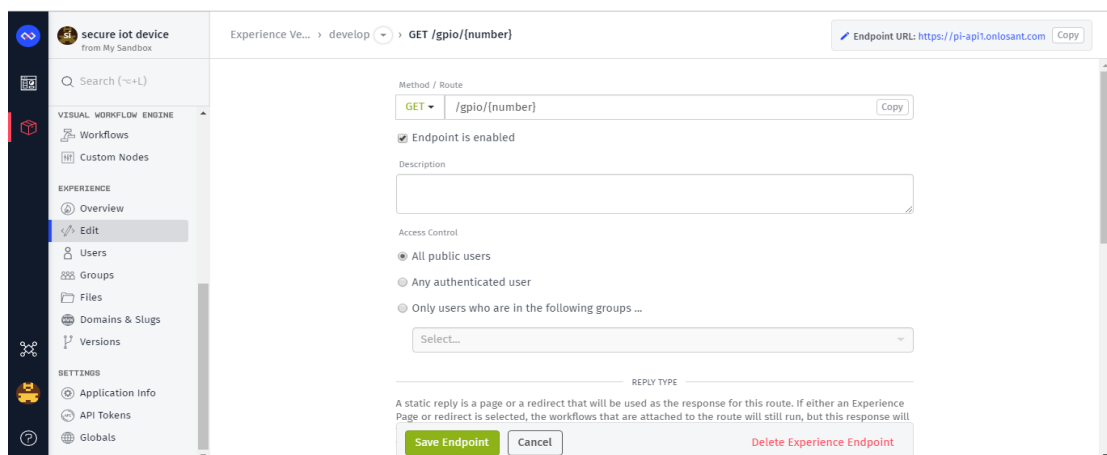 secure iot device
from My Sandbox
Search (⌥+L)
VISUAL WORKFLOW ENGINE
Workflows
Custom Nodes
EXPERIENCE
Overview
Edit
Users
Groups
Files
Domains & Slugs
Versions
SETTINGS
Application Info
API Tokens
Globals
Experience Ve... > develop > GET /gpio/{number}
Endpoint URL: https://pi-api1.onlosant.com Copy
Method / Route
GET /gpio/{number} Copy
Endpoint is enabled
Description
Access Control
All public users
Any authenticated user
Only users who are in the following groups ...
Select...
REPLY TYPE
A static reply is a page or a redirect that will be used as the response for this route. If either an Experience
Page or redirect is selected, the workflows that are attached to the route will still run, but this response will
Save Endpoint Cancel Delete Experience Endpoint